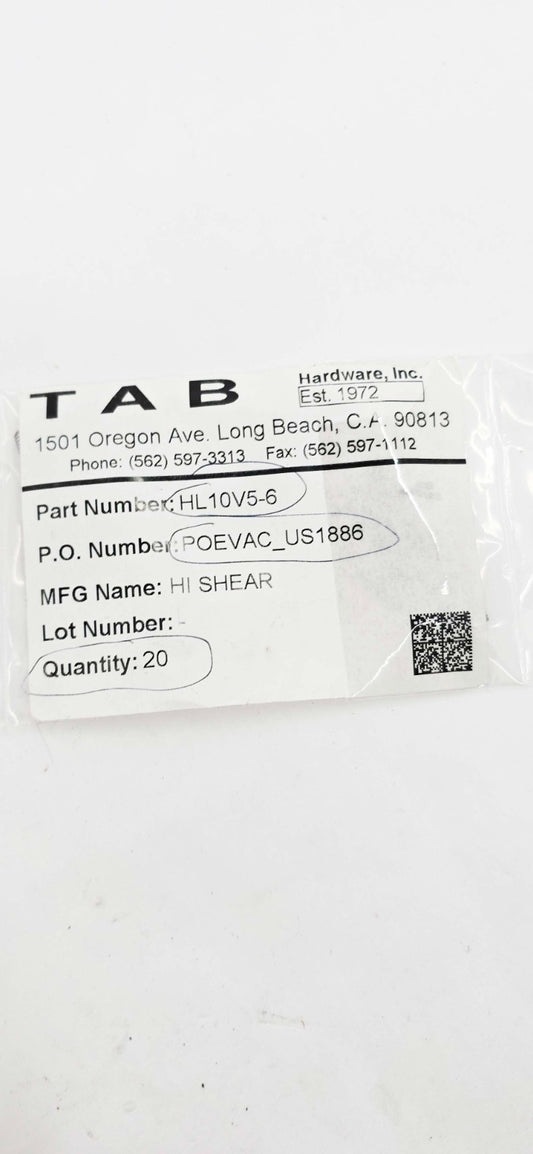 TAB
Hardware, Inc.
Est. 1972
1501 Oregon Ave. Long Beach, C.A. 90813
Phone: (562) 597-3313 Fax: (562) 597-1112
Part Number: HL10V5-6
P.O. Number: POEVAC_US1886
MFG Name: HI SHEAR
Lot Number: -
Quantity: 20